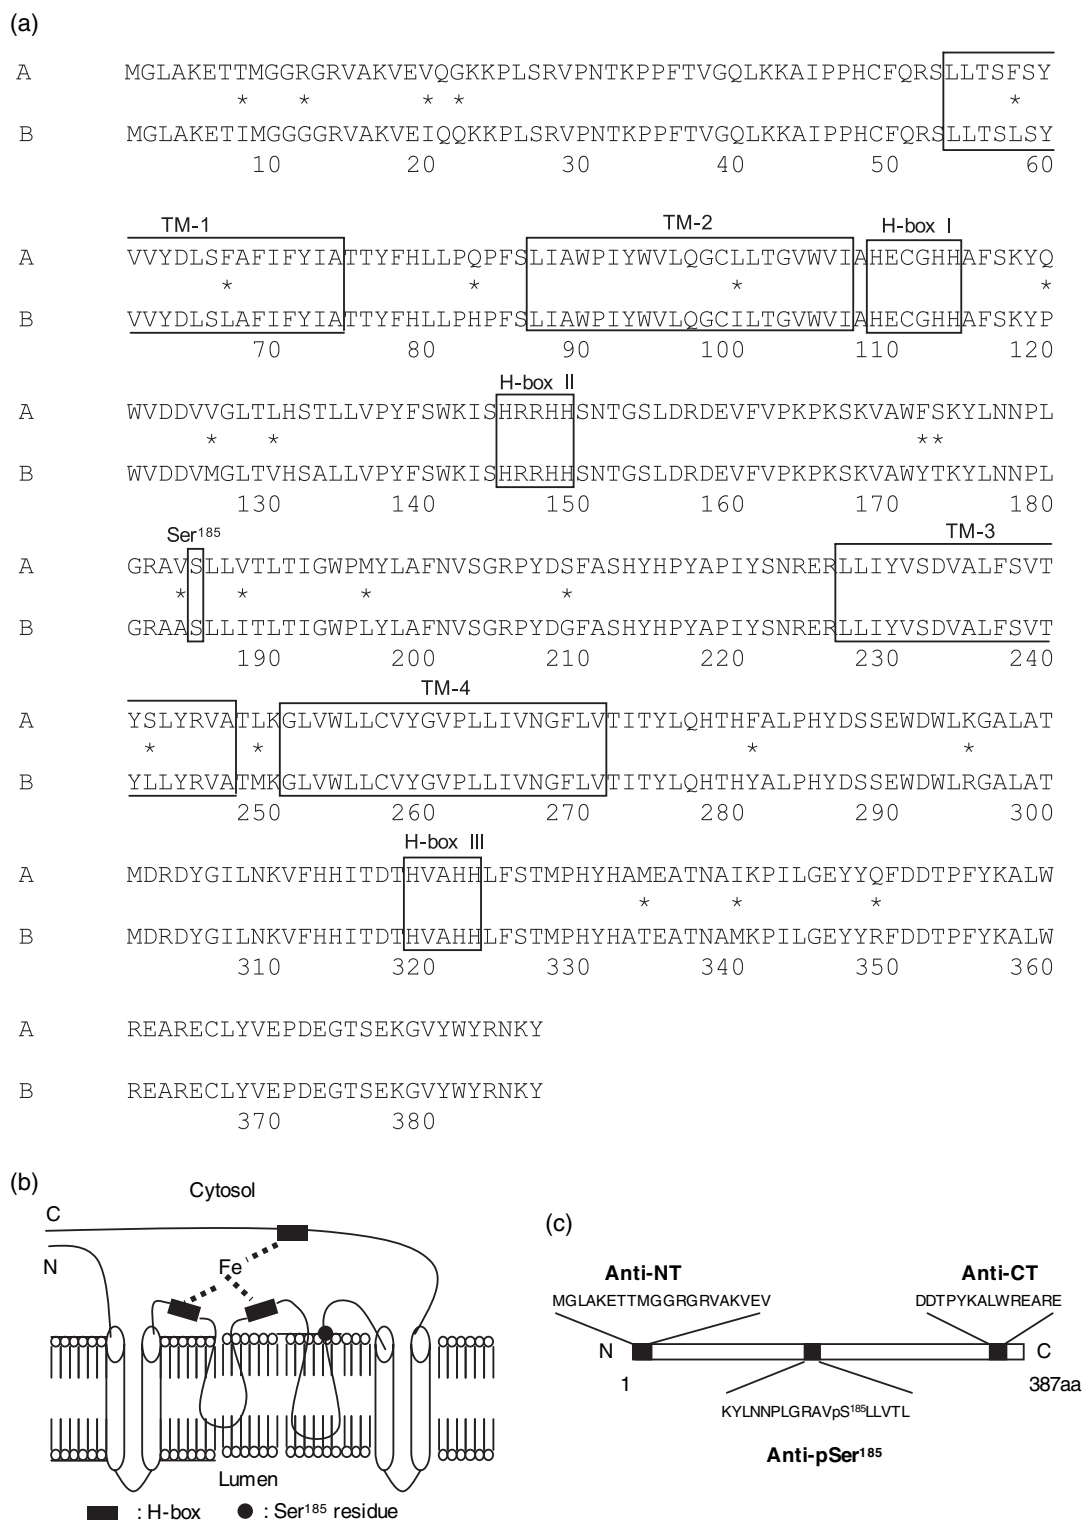 (a)
A MGLAKETTMGGRGRVAKVEVQGKKPLSRVPNTKPPFTVGQLKKAIPPHCFQRSLLTSFSY
* * * * *
B MGLAKETIMGGGGRVAKVEIQQKKPLSRVPNTKPPFTVGQLKKAIPPHCFQRSLLTSLSY
10 20 30 40 50 60
TM-1 TM-2 H-box I
A VVYDLSFAFIFYIATTYFHLLPQPFSLIAWPIYWVLQGCLLTGVWVIAHECGHHAFSKYQ
* * * *
B VVYDLSLAFIFYIATTYFHLLPHPFSLIAWPIYWVLQGCILTGVWVIAHECGHHAFSKYP
70 80 90 100 110 120
H-box II
A WVDDVVGLTLHSTLLVPYFSWKISHRRHHSNTGSLDRDEVFVPKPKSKVAWFSKYLNNPL
* * * *
B WVDDVMGLTVHSALLVPYFSWKISHRRHHSNTGSLDRDEVFVPKPKSKVAWYTKYLNNPL
130 140 150 160 170 180
Ser185 TM-3
A GRAVSLLVTLTIGWPMYLAFNVSGRPYDSFASHYHPYAPIYSNRERLLIYVSDVALFSVT
* * * *
B GRAASLLITLTIGWPLYLAFNVSGRPYDGFASHYHPYAPIYSNRERLLIYVSDVALFSVT
190 200 210 220 230 240
TM-4
A YSLYRVATLKGLVWLLCVYGVPLLIVNGFLVTITYLQHTHFALPHYDSSEWDWLKGALAT
* * * *
B YLLYRVATMKGLVWLLCVYGVPLLIVNGFLVTITYLQHTHYALPHYDSSEWDWLRGALAT
250 260 270 280 290 300
H-box III
A MDRDYGILNKVFHHITDTHVAHHLFSTMPHYHAMEATNAIKPILGEYYQFDDTPFYKALW
* * *
B MDRDYGILNKVFHHITDTHVAHHLFSTMPHYHATEATNAMKPILGEYYRFDDTPFYKALW
310 320 330 340 350 360
A REARECLYVEPDEGTSEKGVYWYRNKY
B REARECLYVEPDEGTSEKGVYWYRNKY
370 380
(b)
Cytosol
C
N
Fe
Lumen
: H-box : Ser185 residue
(c)
Anti-NT Anti-CT
MGLAKETTMGGRGRVAKVEV DDTPYKALWREARE
N C
1 387aa
KYLNNPLGRAVpS185LLVTL
Anti-pSer185